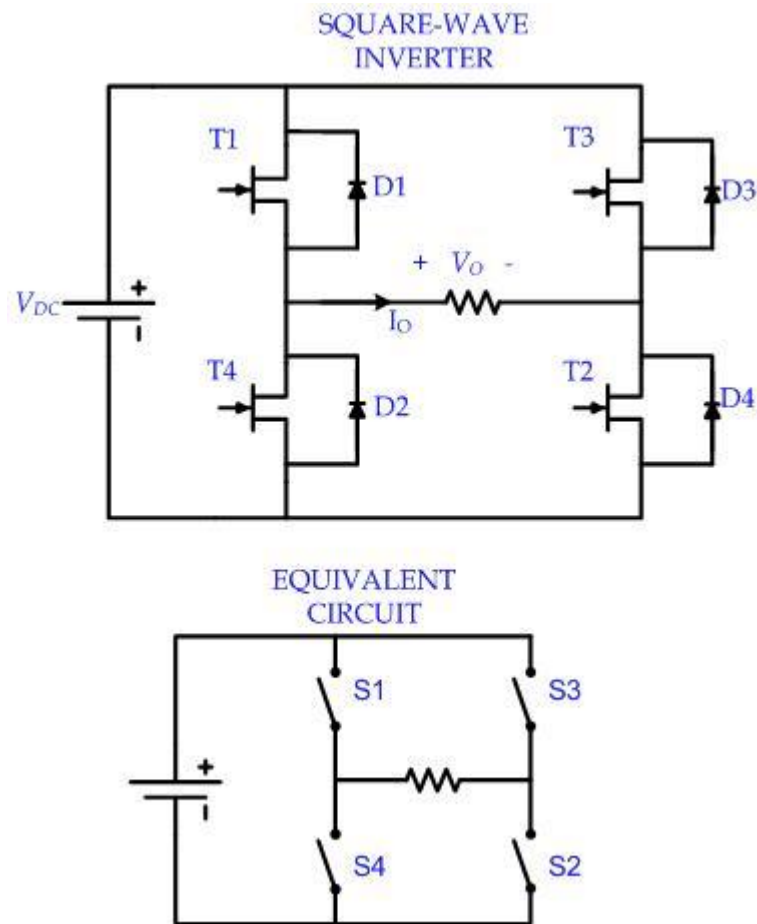 SQUARE-WAVE
INVERTER
T1
T3
D1
D3
+ VO -
VDC
+
-
IO
T4
T2
D2
D4
EQUIVALENT
CIRCUIT
S1
S3
+
-
S4
S2